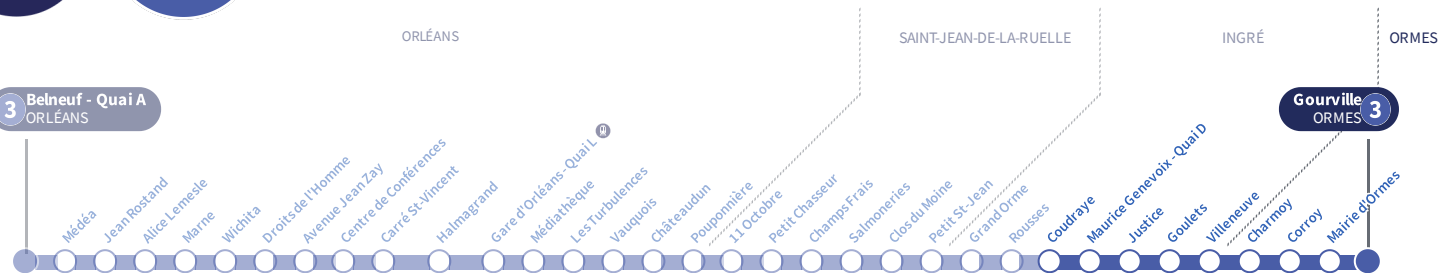 ORLÉANS
SAINT-JEAN-DE-LA-RUELLE
INGRÉ
ORMES
3
Belneuf - Quai A
ORLÉANS
Gourville
ORMES
3
Médéa
Jean Rostand
Alice Lemesle
Marne
Wichita
Droits de l'Homme
Avenue Jean Zay
Centre de Conférences
Carré St-Vincent
Halmagrand
Gare d'Orléans - Quai L
Médiathèque
Les Turbulences
Vauquois
Châteaudun
Pouponnière
11 Octobre
Petit Chasseur
Champs Frais
Salmoneries
Clos du Moine
Petit St-Jean
Grand Orme
Rousses
Coudraye
Maurice Genevoix - Quai D
Justice
Goulets
Villeneuve
Charmoy
Corroy
Mairie d'Ormes